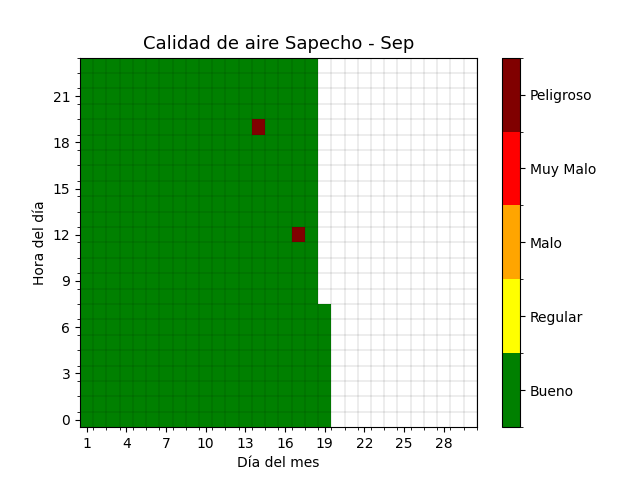 Calidad de aire Sapecho - Sep
Hora del día
21
18
15
12
9
6
3
0
1 4 7 10 13 16 19 22 25 28
Día del mes
Peligroso
Muy Malo
Malo
Regular
Bueno